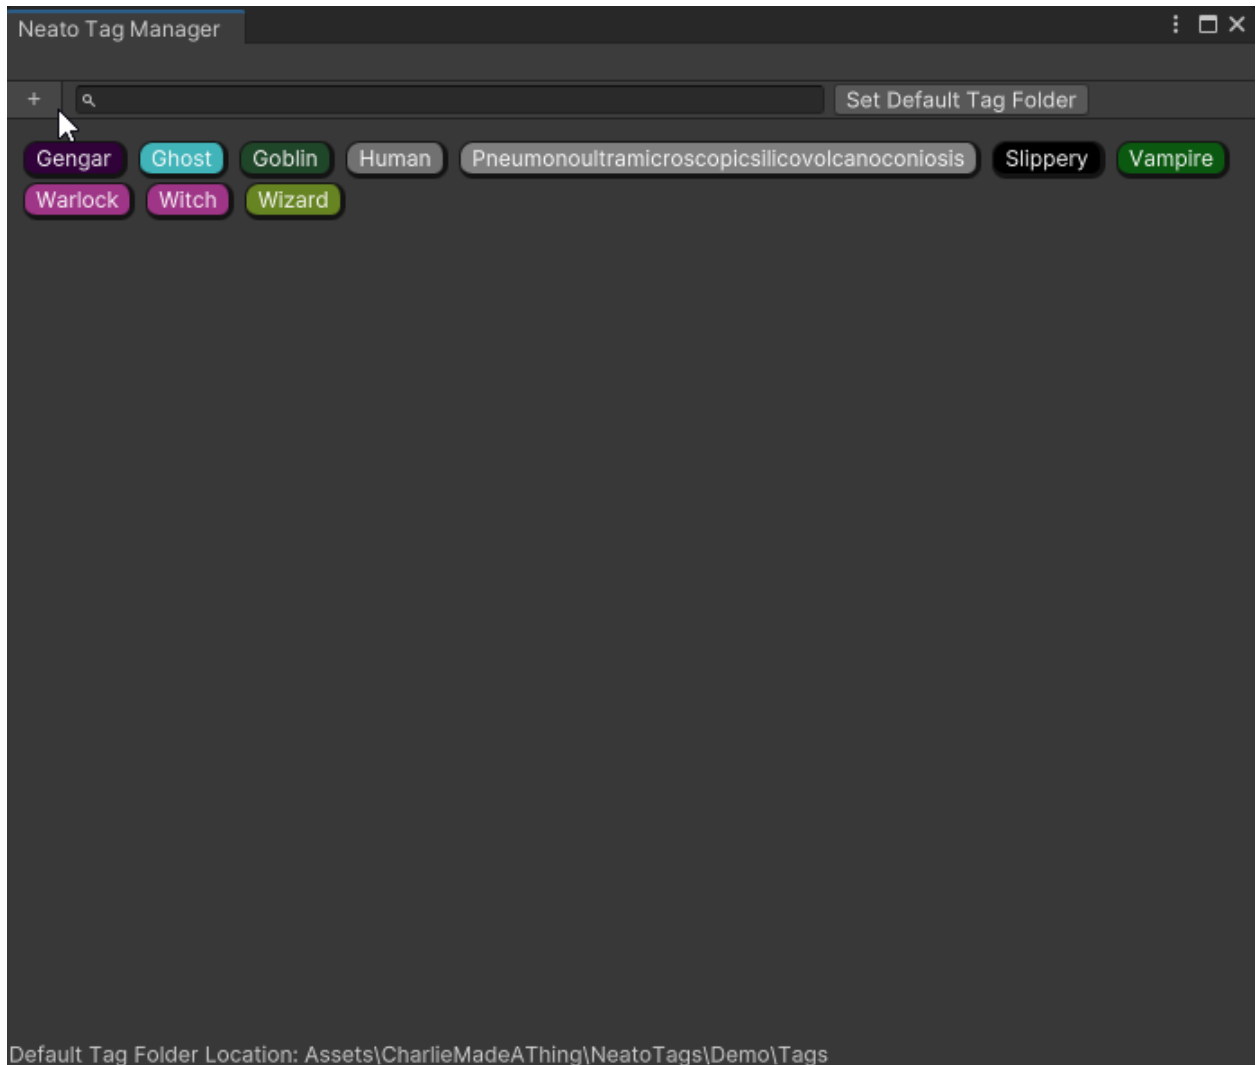 Neato Tag Manager
+ Set Default Tag Folder
Gengar Ghost Goblin Human Pneumonoultramicroscopicsilicovolcanoconiosis Slippery Vampire
Warlock Witch Wizard
Default Tag Folder Location: Assets\CharlieMadeAThing\NeatoTags\Demo\Tags